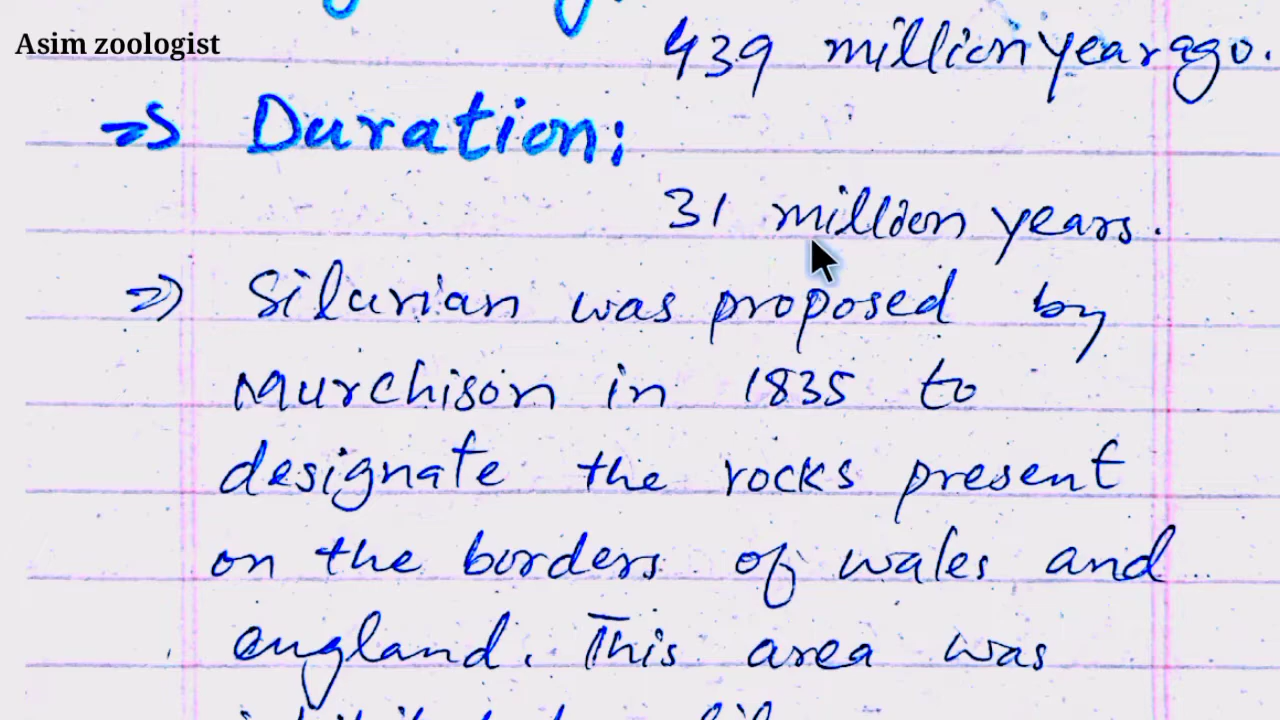 Asim zoologist
439 million year ago.
⇒ Duration:
31 million years.
⇒ Silurian was proposed by
Murchison in 1835 to
designate the rocks present
on the borders of wales and
england. This area was